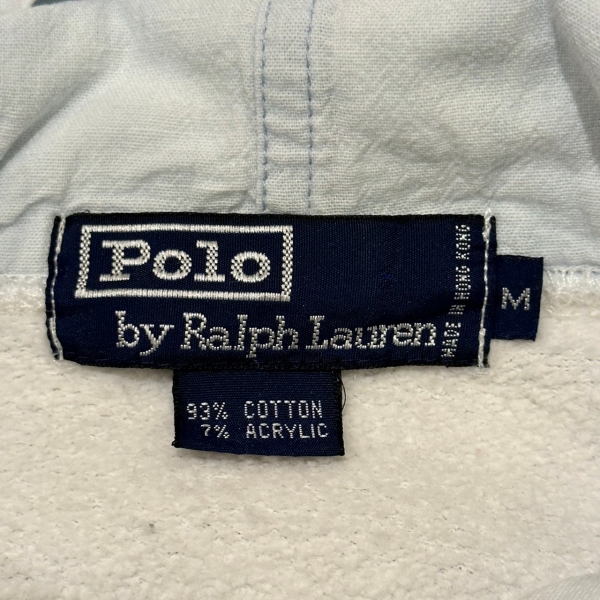 Polo
by Ralph Lauren
MADE IN HONG KONG
M
93% COTTON
7% ACRYLIC